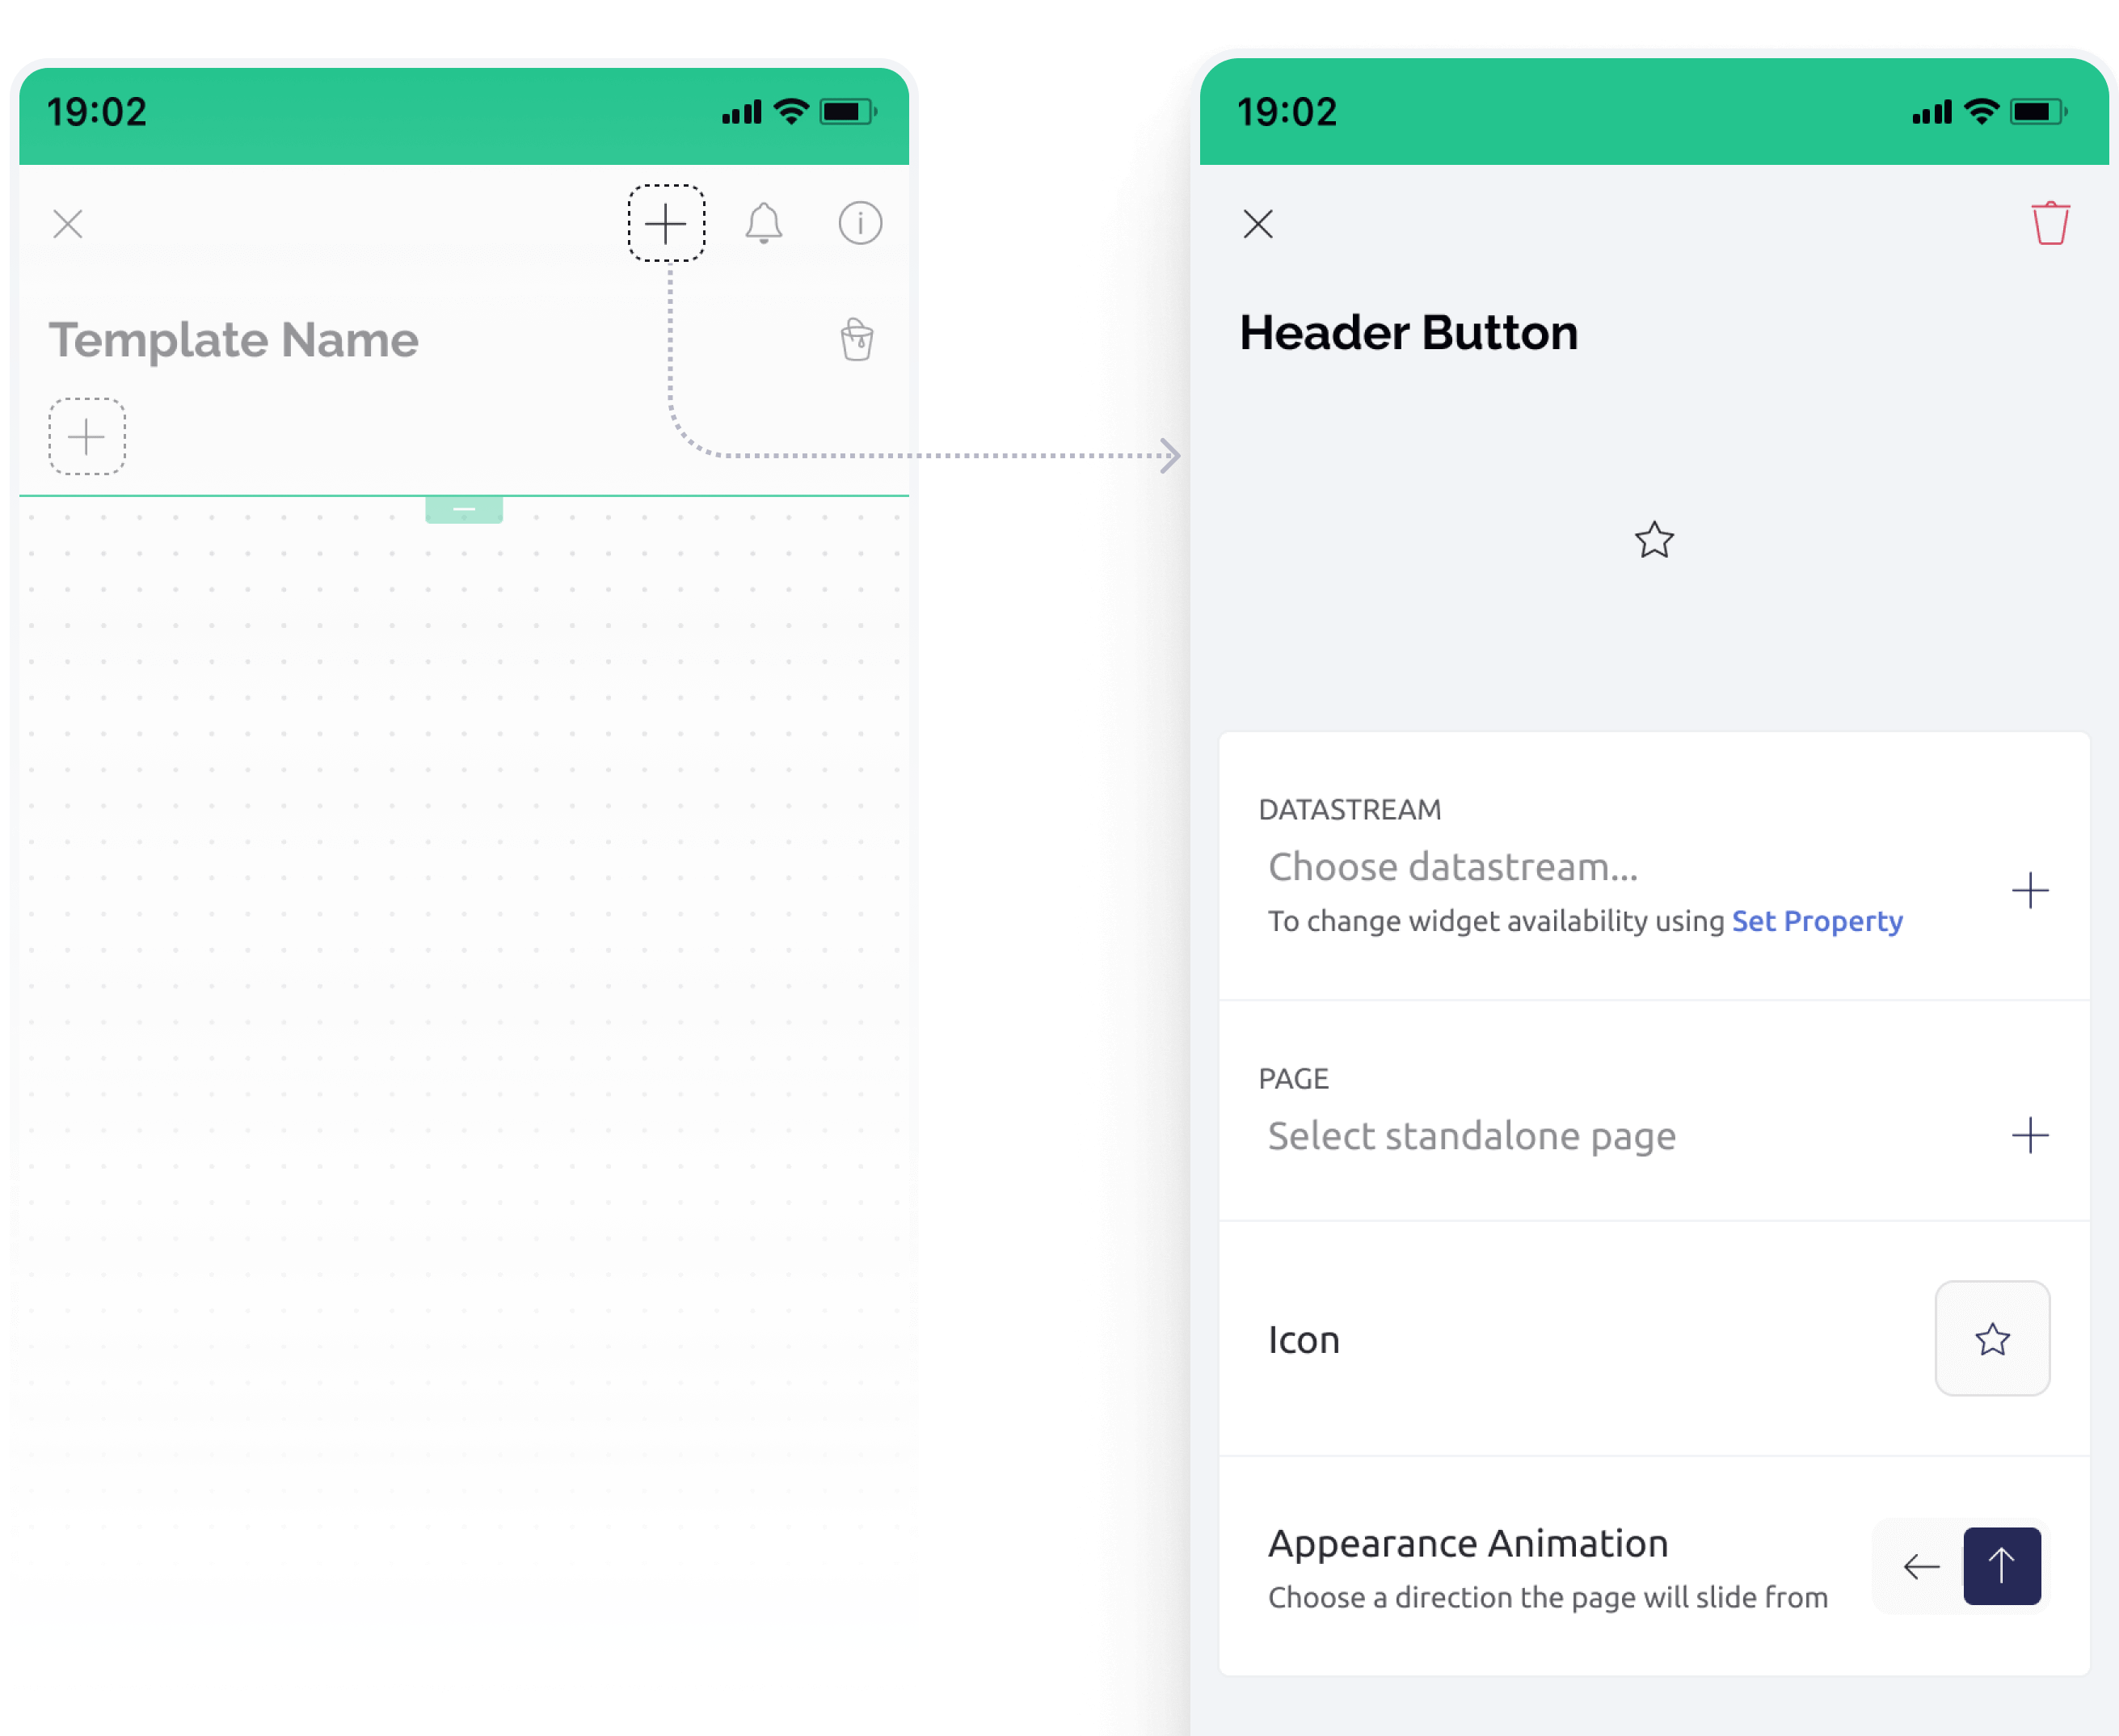 19:02
Template Name
19:02
Header Button
DATASTREAM
Choose datastream...
To change widget availability using Set Property
PAGE
Select standalone page
Icon
Appearance Animation
Choose a direction the page will slide from